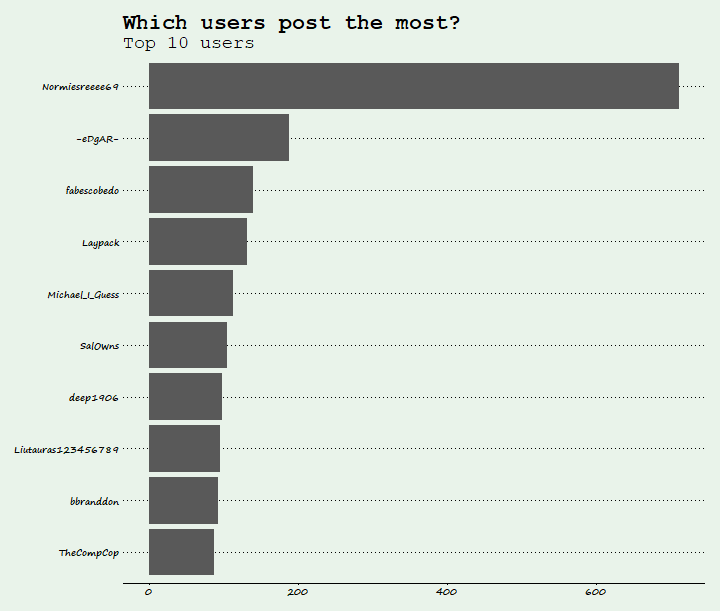 Which users post the most?
Top 10 users
Normiesreeee69
-eDgAR-
fabescobedo
Laypack
Michael_I_Guess
SalOwns
deep1906
Liutauras123456789
bbranddon
TheCompCop
0 200 400 600